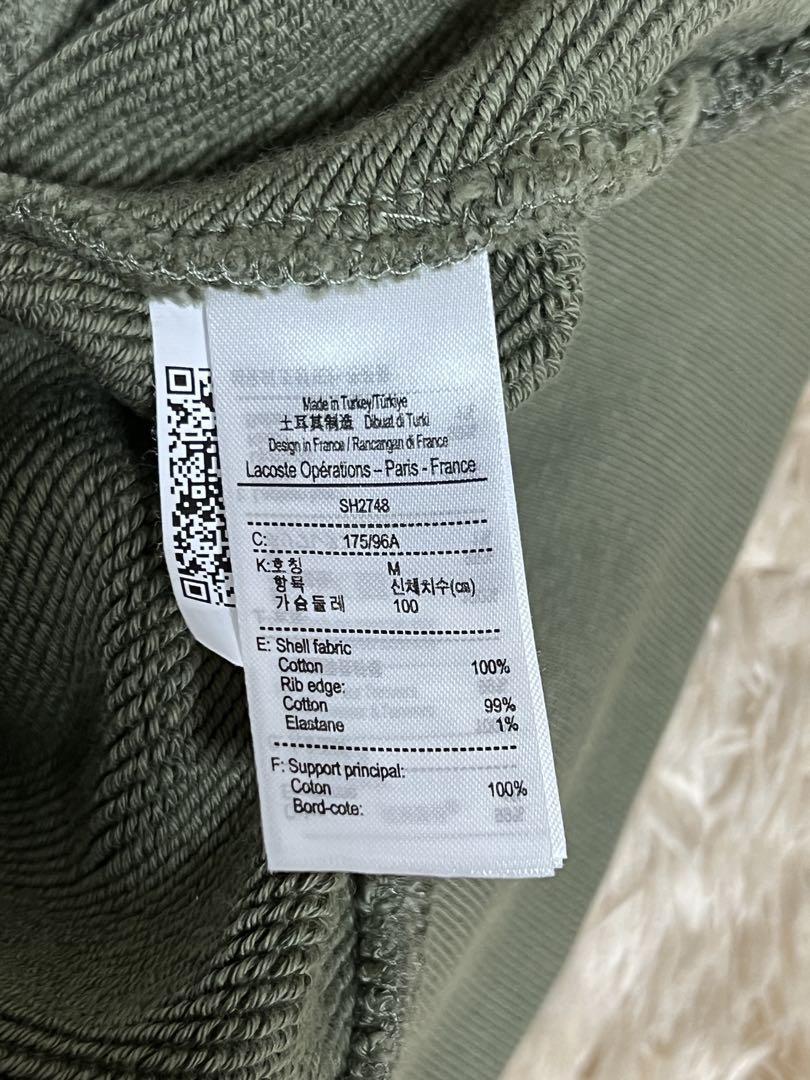 Made in Turkey/Türkiye
土耳其制造 Dibuat di Turki
Design in France / Rancangan di France
Lacoste Opérations – Paris - France
SH2748
C: 175/96A
K:호칭 M
항목 신체치수(㎝)
가슴둘레 100
E: Shell fabric
Cotton 100%
Rib edge:
Cotton 99%
Elastane 1%
F: Support principal:
Coton 100%
Bord-cote: